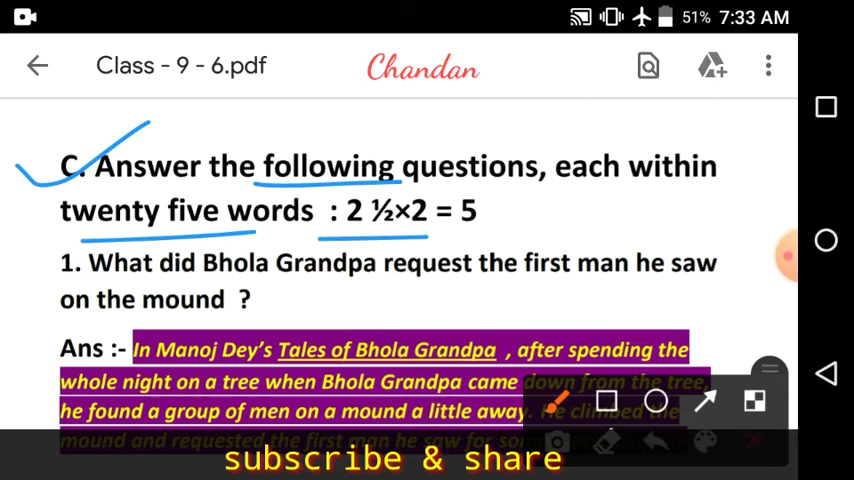 51% 7:33 AM
Class - 9 - 6.pdf
Chandan
C. Answer the following questions, each within
twenty five words : 2 ½×2 = 5
1. What did Bhola Grandpa request the first man he saw
on the mound ?
Ans :- In Manoj Dey's Tales of Bhola Grandpa , after spending the
whole night on a tree when Bhola Grandpa came down from the tree,
he found a group of men on a mound a little away. He climbed the
mound and requested the first man he saw for
subscribe & share